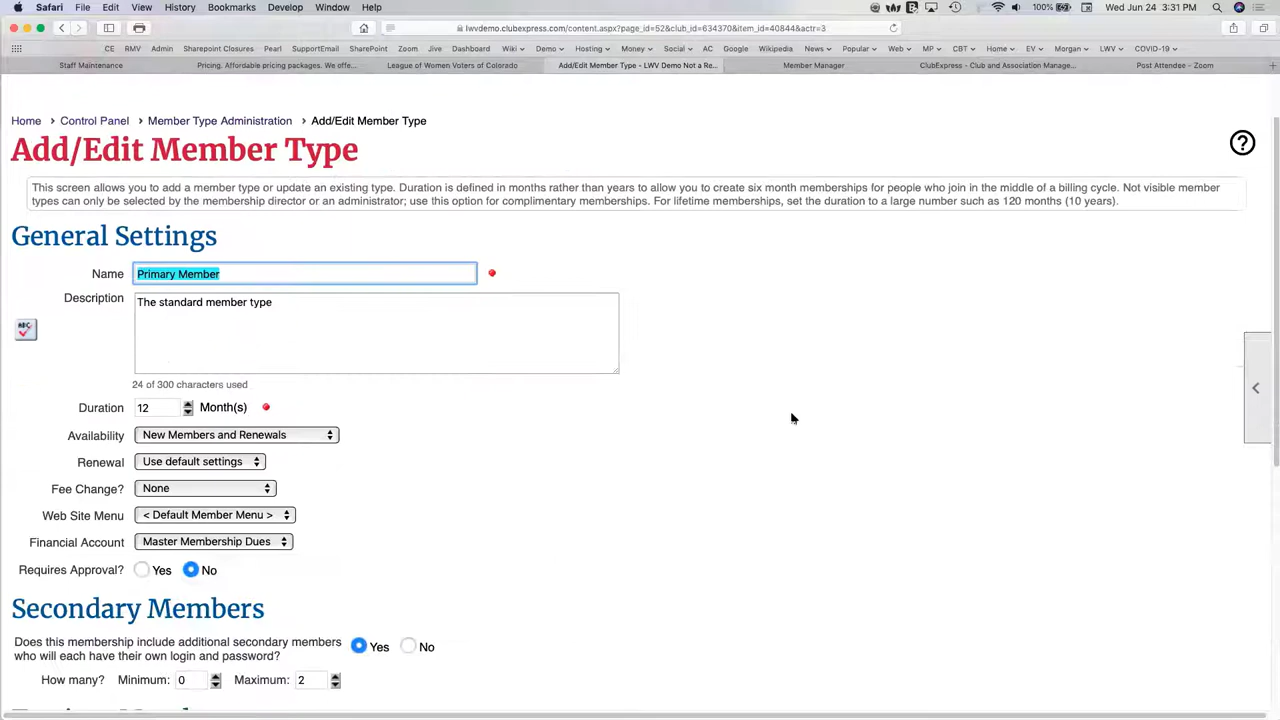 Safari File Edit View History Bookmarks Develop Window Help 100% Wed Jun 24 3:31 PM
lwvdemo.clubexpress.com/content.aspx?page_id=52&club_id=634370&item_id=40844&actr=3
CE RMV Admin Sharepoint Closures Pearl SupportEmail SharePoint Zoom Jive Dashboard Wiki Demo Hosting Money Social AC Google Wikipedia News Popular Web MP CBT Home EV Morgan LWV COVID-19
Staff Maintenance Pricing. Affordable pricing packages. We offe... League of Women Voters of Colorado Add/Edit Member Type - LWV Demo Not a Re... Member Manager ClubExpress - Club and Association Manage... Post Attendee - Zoom
Home > Control Panel > Member Type Administration > Add/Edit Member Type
Add/Edit Member Type
?
This screen allows you to add a member type or update an existing type. Duration is defined in months rather than years to allow you to create six month memberships for people who join in the middle of a billing cycle. Not visible member
types can only be selected by the membership director or an administrator; use this option for complimentary memberships. For lifetime memberships, set the duration to a large number such as 120 months (10 years).
General Settings
Name Primary Member
Description The standard member type
ABC
24 of 300 characters used
Duration 12 Month(s)
Availability New Members and Renewals
Renewal Use default settings
Fee Change? None
Web Site Menu < Default Member Menu >
Financial Account Master Membership Dues
Requires Approval? Yes No
Secondary Members
Does this membership include additional secondary members
who will each have their own login and password? Yes No
How many? Minimum: 0 Maximum: 2